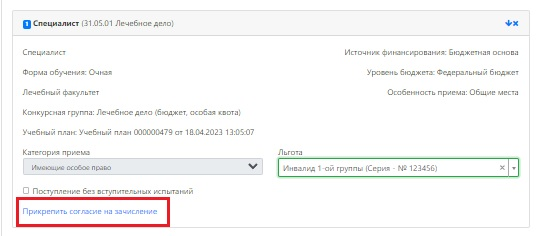 1 Специалист (31.05.01 Лечебное дело)
Специалист Источник финансирования: Бюджетная основа
Форма обучения: Очная Уровень бюджета: Федеральный бюджет
Лечебный факультет Особенность приема: Общие места
Конкурсная группа: Лечебное дело (бюджет, особая квота)
Учебный план: Учебный план 000000479 от 18.04.2023 13:05:07
Категория приема Льгота
Имеющие особое право Инвалид 1-ой группы (Серия - № 123456)
Поступление без вступительных испытаний
Прикрепить согласие на зачисление